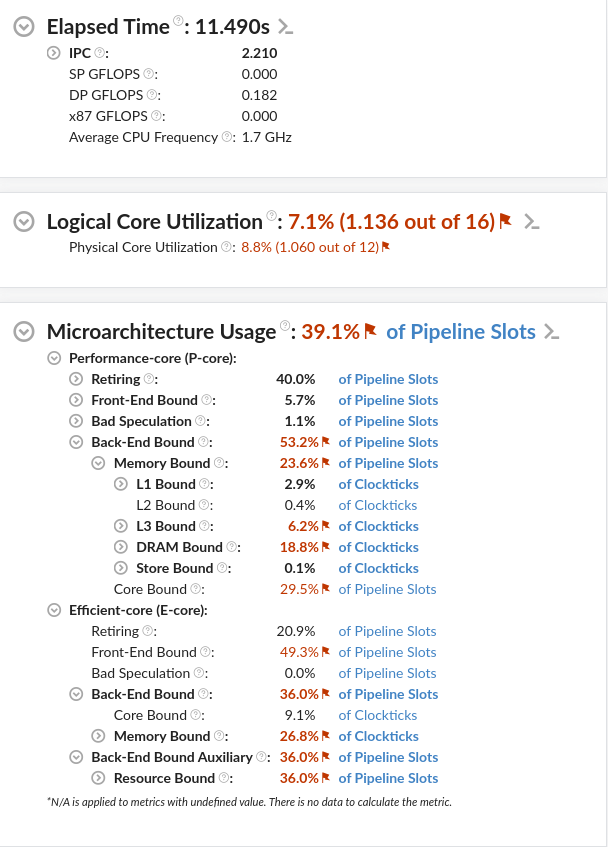 Elapsed Time: 11.490s
IPC: 2.210
SP GFLOPS: 0.000
DP GFLOPS: 0.182
x87 GFLOPS: 0.000
Average CPU Frequency: 1.7 GHz
Logical Core Utilization: 7.1% (1.136 out of 16)
Physical Core Utilization: 8.8% (1.060 out of 12)
Microarchitecture Usage: 39.1% of Pipeline Slots
Performance-core (P-core):
Retiring: 40.0% of Pipeline Slots
Front-End Bound: 5.7% of Pipeline Slots
Bad Speculation: 1.1% of Pipeline Slots
Back-End Bound: 53.2% of Pipeline Slots
Memory Bound: 23.6% of Pipeline Slots
L1 Bound: 2.9% of Clockticks
L2 Bound: 0.4% of Clockticks
L3 Bound: 6.2% of Clockticks
DRAM Bound: 18.8% of Clockticks
Store Bound: 0.1% of Clockticks
Core Bound: 29.5% of Pipeline Slots
Efficient-core (E-core):
Retiring: 20.9% of Pipeline Slots
Front-End Bound: 49.3% of Pipeline Slots
Bad Speculation: 0.0% of Pipeline Slots
Back-End Bound: 36.0% of Pipeline Slots
Core Bound: 9.1% of Clockticks
Memory Bound: 26.8% of Clockticks
Back-End Bound Auxiliary: 36.0% of Pipeline Slots
Resource Bound: 36.0% of Pipeline Slots
*N/A is applied to metrics with undefined value. There is no data to calculate the metric.